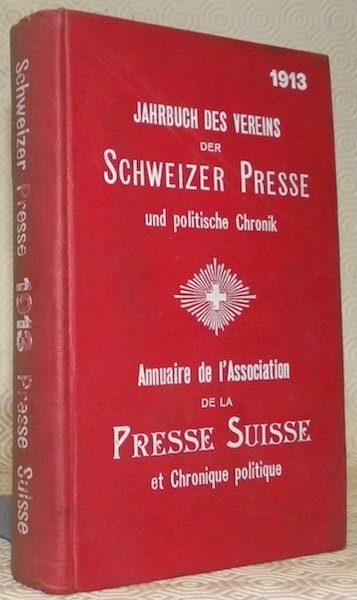 1913
JAHRBUCH DES VEREINS
DER
SCHWEIZER PRESSE
und politische Chronik
Annuaire de l'Association
DE LA
PRESSE SUISSE
et Chronique politique
Schweizer Presse 1913 Presse Suisse